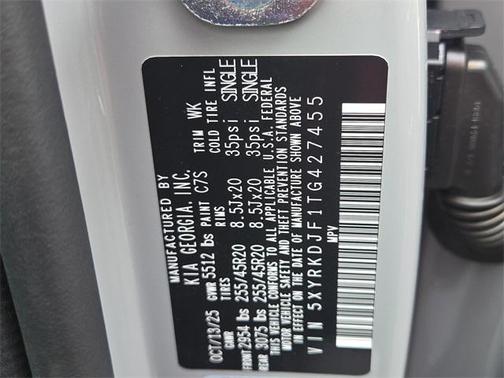 MANUFACTURED BY
KIA GEORGIA, INC.
OCT/13/25 GVWR 5512 lbs PAINT C7S TRIM WK
GAWR RIMS COLD TIRE INFL
FRONT 2954 lbs 255/45R20 8.5Jx20 35psi SINGLE
REAR 3075 lbs 255/45R20 8.5Jx20 35psi SINGLE
THIS VEHICLE CONFORMS TO ALL APPLICABLE U.S.A. FEDERAL
MOTOR VEHICLE SAFETY AND THEFT PREVENTION STANDARDS
IN EFFECT ON THE DATE OF MANUFACTURE SHOWN ABOVE
VIN 5XYRKDJF1TG427455
MPV